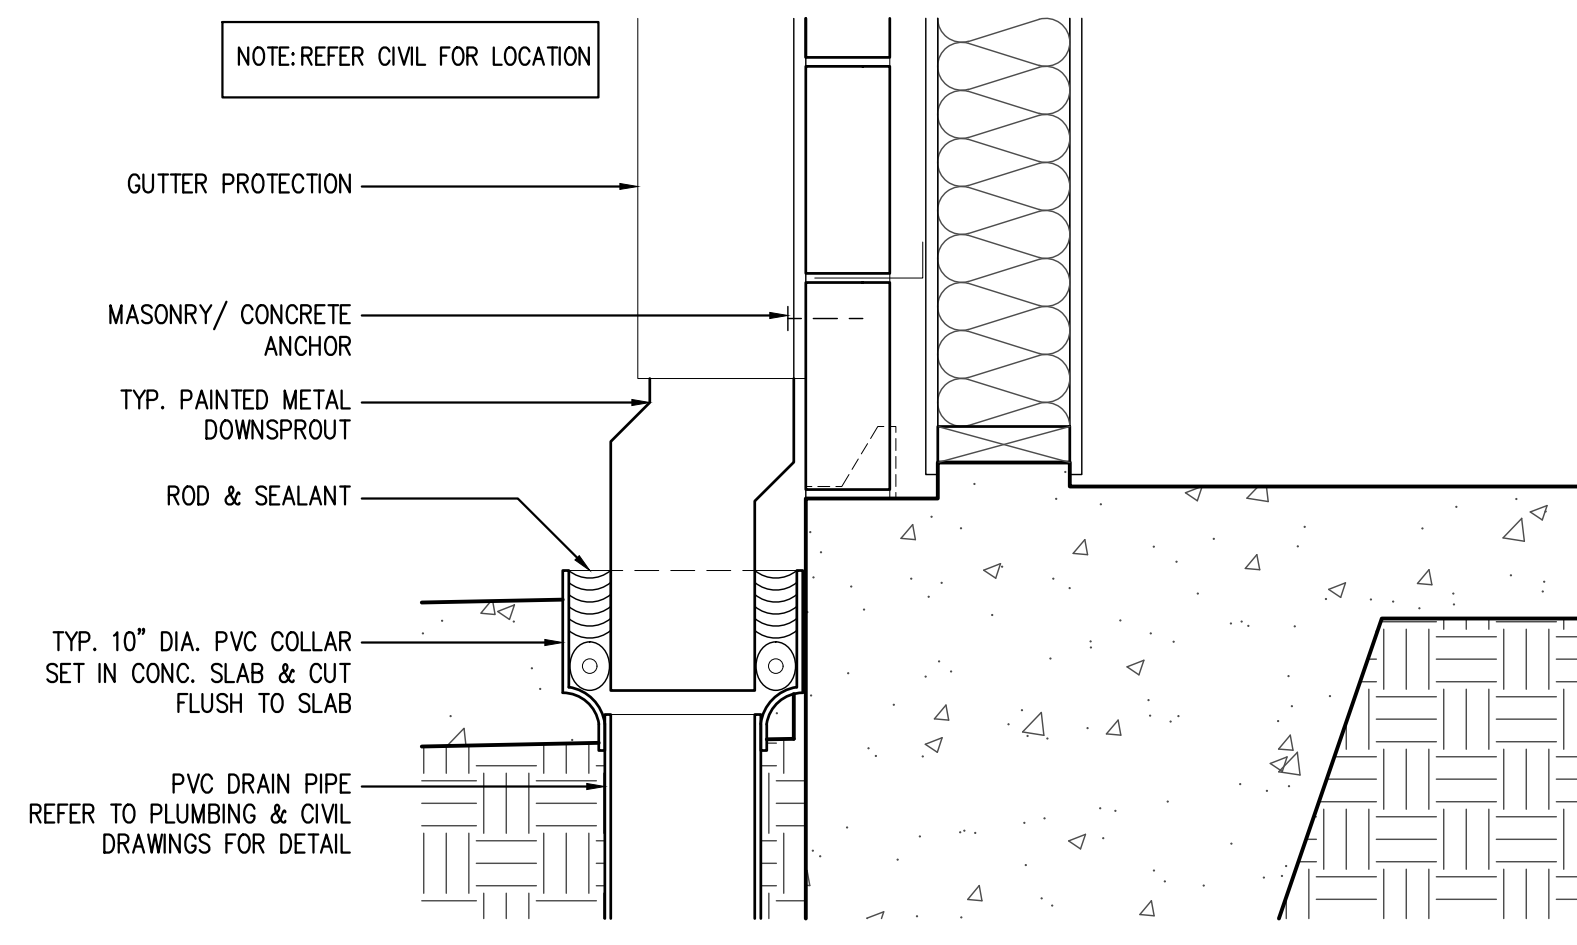 NOTE: REFER CIVIL FOR LOCATION
GUTTER PROTECTION
MASONRY/ CONCRETE
ANCHOR
TYP. PAINTED METAL
DOWNSPROUT
ROD & SEALANT
TYP. 10" DIA. PVC COLLAR
SET IN CONC. SLAB & CUT
FLUSH TO SLAB
PVC DRAIN PIPE
REFER TO PLUMBING & CIVIL
DRAWINGS FOR DETAIL